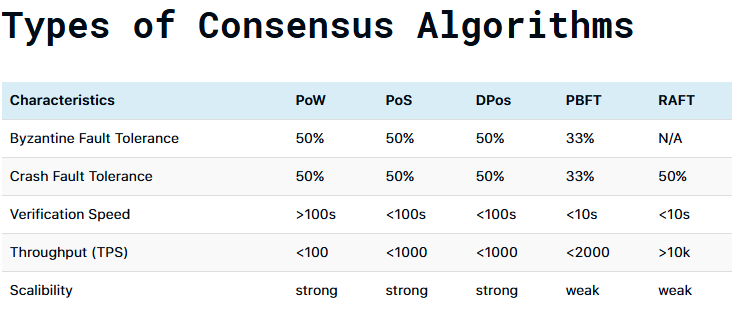 Types of Consensus Algorithms
Characteristics PoW PoS DPos PBFT RAFT
Byzantine Fault Tolerance 50% 50% 50% 33% N/A
Crash Fault Tolerance 50% 50% 50% 33% 50%
Verification Speed >100s <100s <100s <10s <10s
Throughput (TPS) <100 <1000 <1000 <2000 >10k
Scalibility strong strong strong weak weak